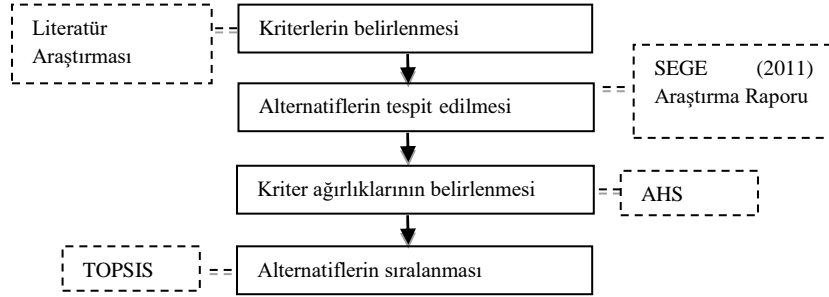 Literatür
Araştırması
Kriterlerin belirlenmesi
SEGE (2011)
Araştırma Raporu
Alternatiflerin tespit edilmesi
Kriter ağırlıklarının belirlenmesi
AHS
TOPSIS
Alternatiflerin sıralanması